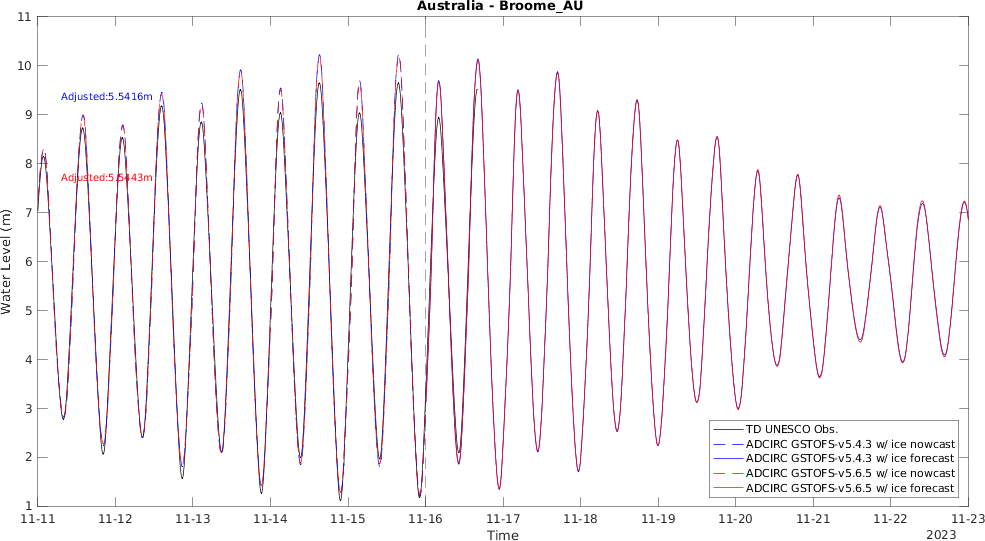 Australia - Broome_AU
11
10
9
8
7
6
5
4
3
2
1
Water Level (m)
Adjusted:5.5416m
Adjusted:5.5443m
TD UNESCO Obs.
ADCIRC GSTOFS-v5.4.3 w/ ice nowcast
ADCIRC GSTOFS-v5.4.3 w/ ice forecast
ADCIRC GSTOFS-v5.6.5 w/ ice nowcast
ADCIRC GSTOFS-v5.6.5 w/ ice forecast
11-11 11-12 11-13 11-14 11-15 11-16 11-17 11-18 11-19 11-20 11-21 11-22 11-23
Time
2023